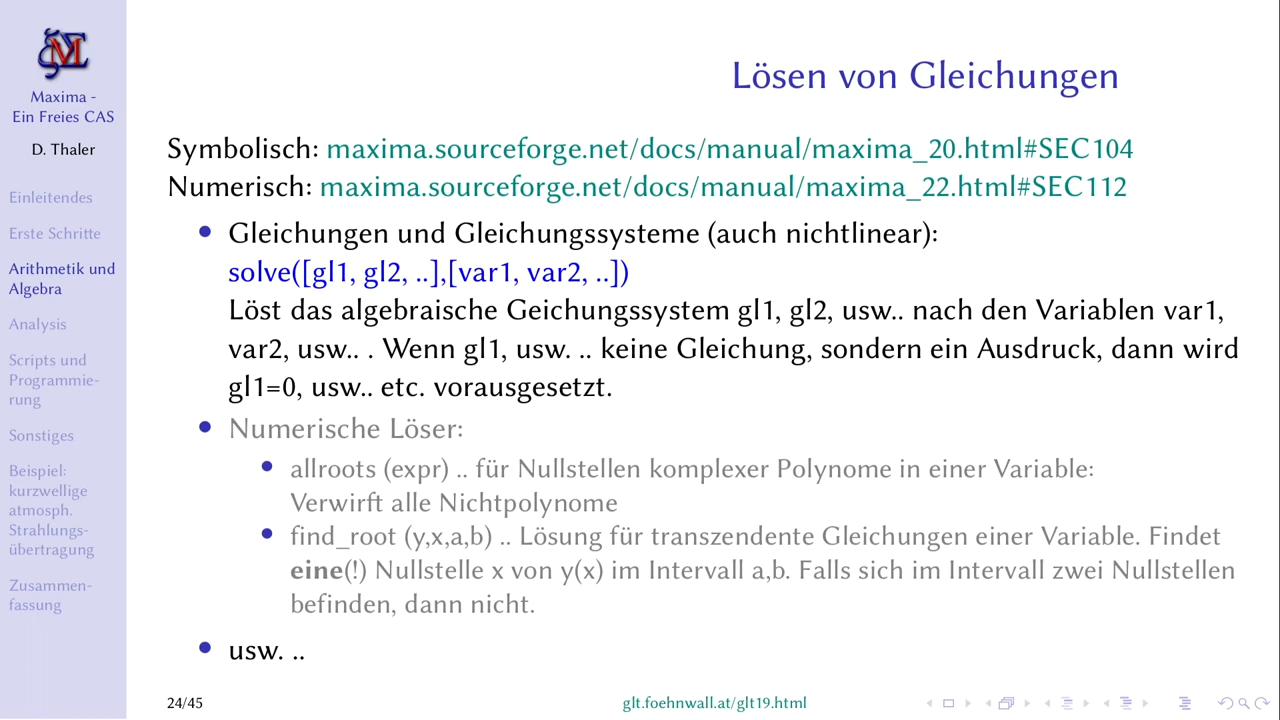 Maxima -
Ein Freies CAS
D. Thaler
Einleitendes
Erste Schritte
Arithmetik und
Algebra
Analysis
Scripts und
Programmie-
rung
Sonstiges
Beispiel:
kurzwellige
atmosph.
Strahlungs-
übertragung
Zusammen-
fassung
Lösen von Gleichungen
Symbolisch: maxima.sourceforge.net/docs/manual/maxima_20.html#SEC104
Numerisch: maxima.sourceforge.net/docs/manual/maxima_22.html#SEC112
• Gleichungen und Gleichungssysteme (auch nichtlinear):
solve([gl1, gl2, ..],[var1, var2, ..])
Löst das algebraische Geichungssystem gl1, gl2, usw.. nach den Variablen var1,
var2, usw.. . Wenn gl1, usw. .. keine Gleichung, sondern ein Ausdruck, dann wird
gl1=0, usw.. etc. vorausgesetzt.
• Numerische Löser:
• allroots (expr) .. für Nullstellen komplexer Polynome in einer Variable:
Verwirft alle Nichtpolynome
• find_root (y,x,a,b) .. Lösung für transzendente Gleichungen einer Variable. Findet
eine(!) Nullstelle x von y(x) im Intervall a,b. Falls sich im Intervall zwei Nullstellen
befinden, dann nicht.
• usw. ..
24/45
glt.foehnwall.at/glt19.html